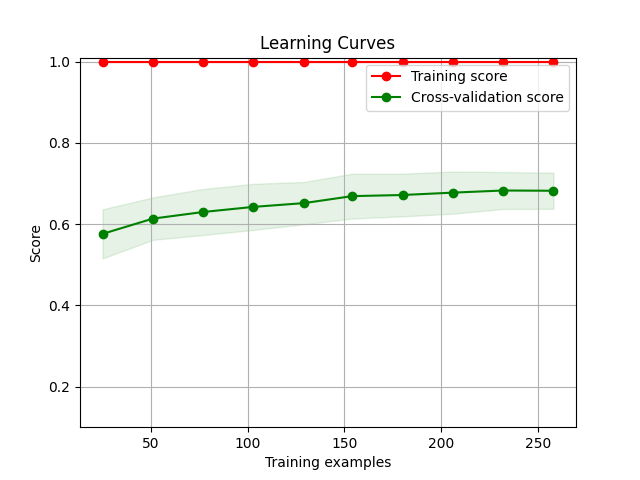 Learning Curves
1.0
Training score
Cross-validation score
0.8
0.6
Score
0.4
0.2
50
100
150
200
250
Training examples